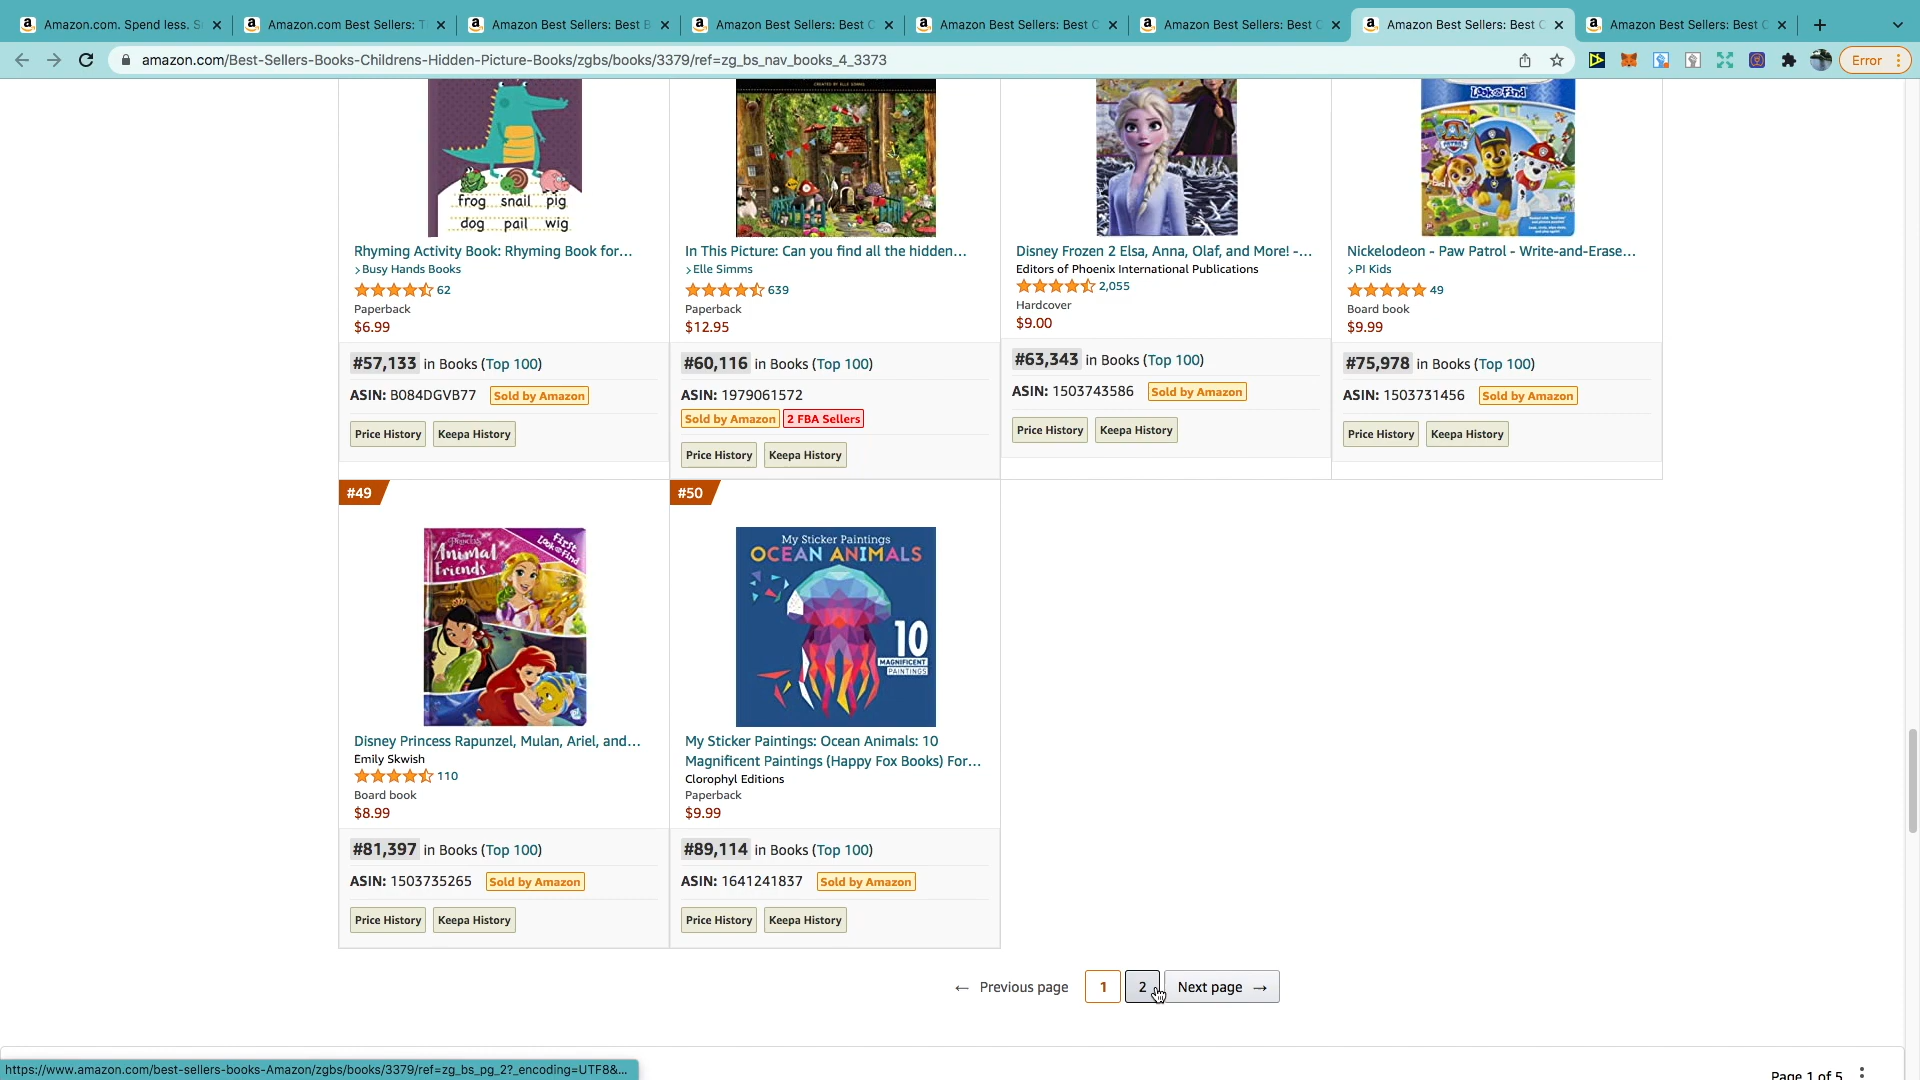 Amazon.com. Spend less. S
Amazon.com Best Sellers: T
Amazon Best Sellers: Best B
Amazon Best Sellers: Best C
Amazon Best Sellers: Best C
Amazon Best Sellers: Best C
Amazon Best Sellers: Best C
Amazon Best Sellers: Best C
amazon.com/Best-Sellers-Books-Childrens-Hidden-Picture-Books/zgbs/books/3379/ref=zg_bs_nav_books_4_3373
Error
frog snail pig
dog pail wig
CREATED BY ELLE SIMMS
Look and Find
Rhyming Activity Book: Rhyming Book for...
›Busy Hands Books
62
Paperback
$6.99
#57,133 in Books (Top 100)
ASIN: B084DGVB77 Sold by Amazon
Price History Keepa History
In This Picture: Can you find all the hidden...
›Elle Simms
639
Paperback
$12.95
#60,116 in Books (Top 100)
ASIN: 1979061572
Sold by Amazon 2 FBA Sellers
Price History Keepa History
Disney Frozen 2 Elsa, Anna, Olaf, and More! -...
Editors of Phoenix International Publications
2,055
Hardcover
$9.00
#63,343 in Books (Top 100)
ASIN: 1503743586 Sold by Amazon
Price History Keepa History
Nickelodeon - Paw Patrol - Write-and-Erase...
›PI Kids
49
Board book
$9.99
#75,978 in Books (Top 100)
ASIN: 1503731456 Sold by Amazon
Price History Keepa History
#49
Disney
PRINCESS
Animal
Friends
First
Look and Find
Disney Princess Rapunzel, Mulan, Ariel, and...
Emily Skwish
110
Board book
$8.99
#81,397 in Books (Top 100)
ASIN: 1503735265 Sold by Amazon
Price History Keepa History
#50
My Sticker Paintings
OCEAN ANIMALS
10
MAGNIFICENT
PAINTINGS
My Sticker Paintings: Ocean Animals: 10
Magnificent Paintings (Happy Fox Books) For...
Clorophyl Editions
Paperback
$9.99
#89,114 in Books (Top 100)
ASIN: 1641241837 Sold by Amazon
Price History Keepa History
← Previous page 1 2 Next page →
https://www.amazon.com/best-sellers-books-Amazon/zgbs/books/3379/ref=zg_bs_pg_2?_encoding=UTF8&...
Page 1 of 5